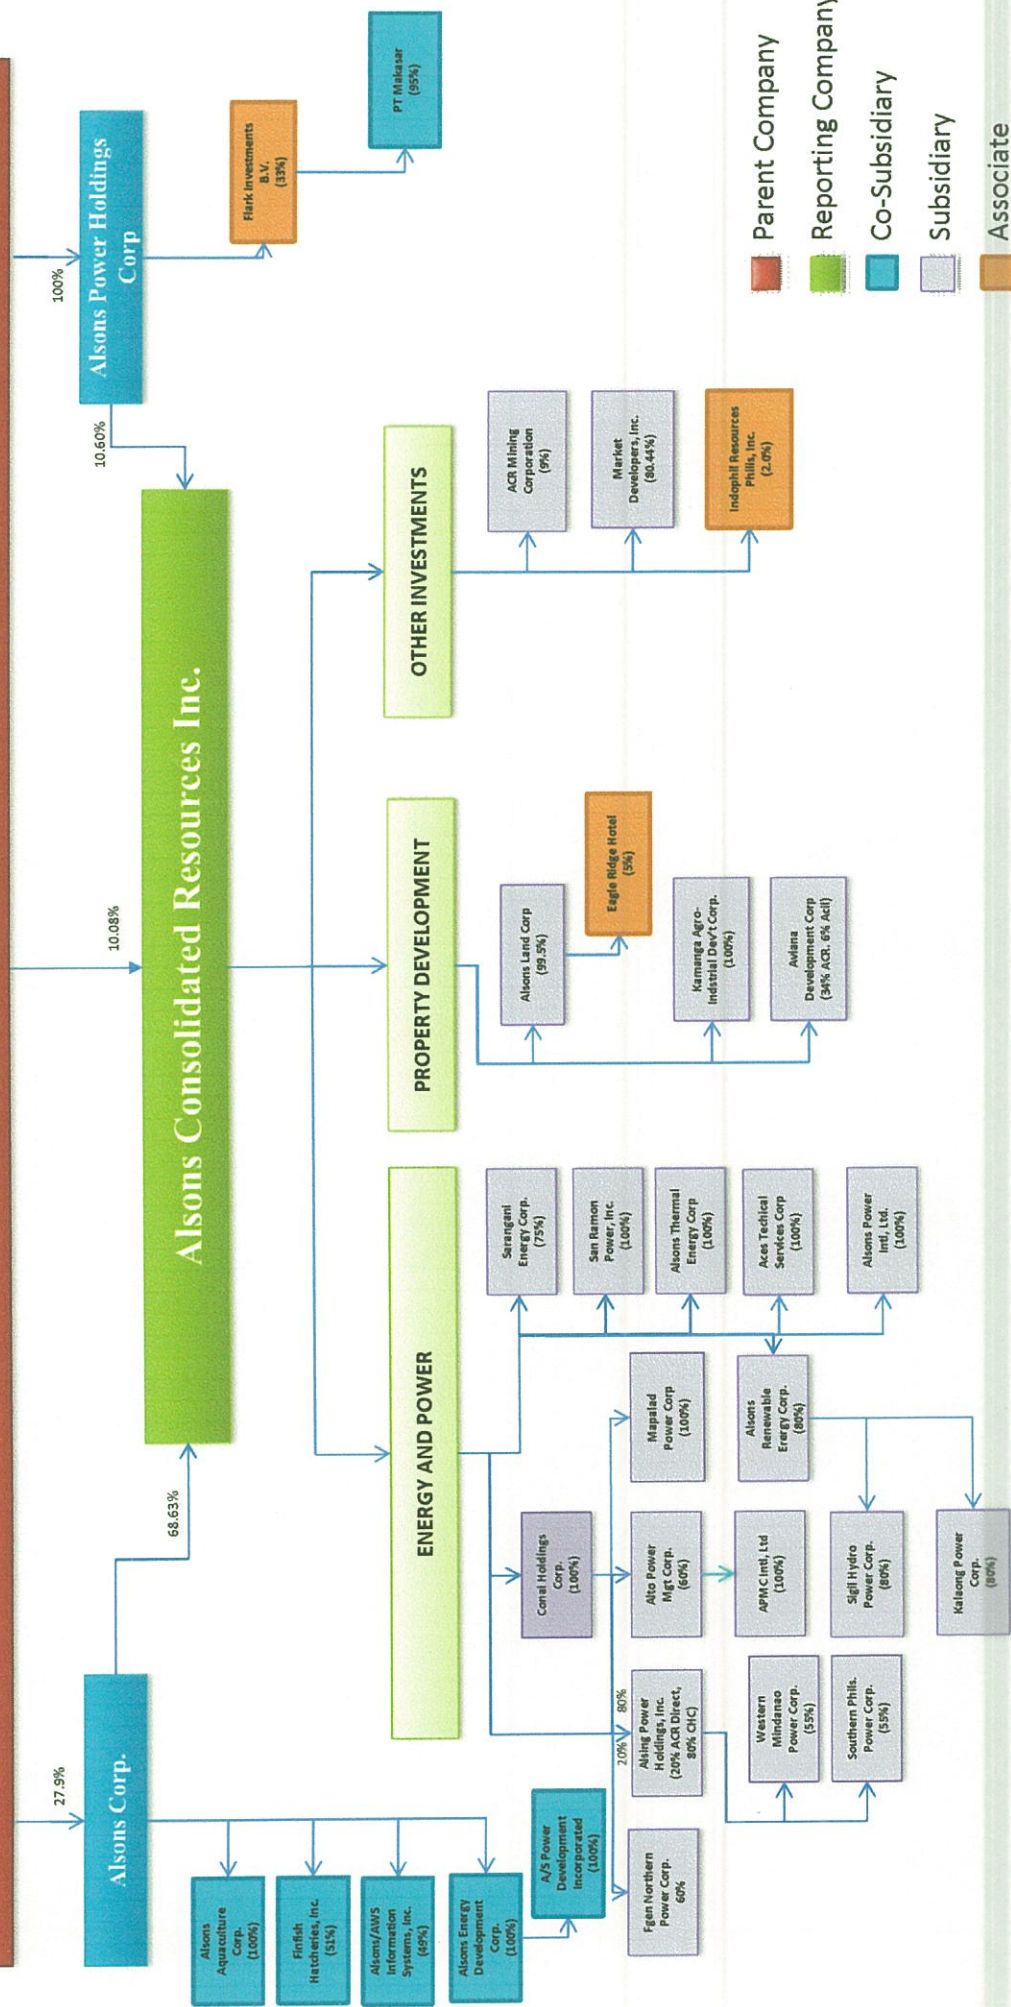 27.9%
10.08%
100%
Alsons Corp.
68.63%
Alsons Consolidated Resources Inc.
10.60%
Alsons Power Holdings
Corp
Alsons
Aquaculture
Corp.
(100%)
Finfish
Hatcheries, Inc.
(51%)
Alsons/AWS
Information
Systems, Inc.
(49%)
Alsons Energy
Development
Corp.
(100%)
A/S Power
Development
Incorporated
(100%)
Flark Investments
B.V.
(33%)
PT Makasar
(95%)
ENERGY AND POWER
PROPERTY DEVELOPMENT
OTHER INVESTMENTS
Conal Holdings
Corp.
(100%)
Sarangani
Energy Corp.
(75%)
San Ramon
Power, Inc.
(100%)
Alsons Thermal
Energy Corp
(100%)
Aces Techical
Services Corp
(100%)
Alsons Power
Intl, Ltd.
(100%)
20%
80%
Fgen Northern
Power Corp.
60%
Alsing Power
Holdings, Inc.
(20% ACR Direct,
80% CHC)
Alto Power
Mgt Corp.
(60%)
Mapalad
Power Corp
(100%)
Western
Mindanao
Power Corp.
(55%)
Southern Phils.
Power Corp.
(55%)
APMC Intl, Ltd
(100%)
Alsons
Renewable
Erergy Corp.
(80%)
Sigil Hydro
Power Corp.
(80%)
Kalaong Power
Corp.
(80%)
Alsons Land Corp
(99.5%)
Eagle Ridge Hotel
(5%)
Kamanga Agro-
Indstrial Dev't Corp.
(100%)
Aviana
Development Corp
(34% ACR. 6% Acil)
ACR Mining
Corporation
(9%)
Market
Developers, Inc.
(80.44%)
Indophil Resources
Phills, Inc.
(2.0%)
Parent Company
Reporting Company
Co-Subsidiary
Subsidiary
Associate